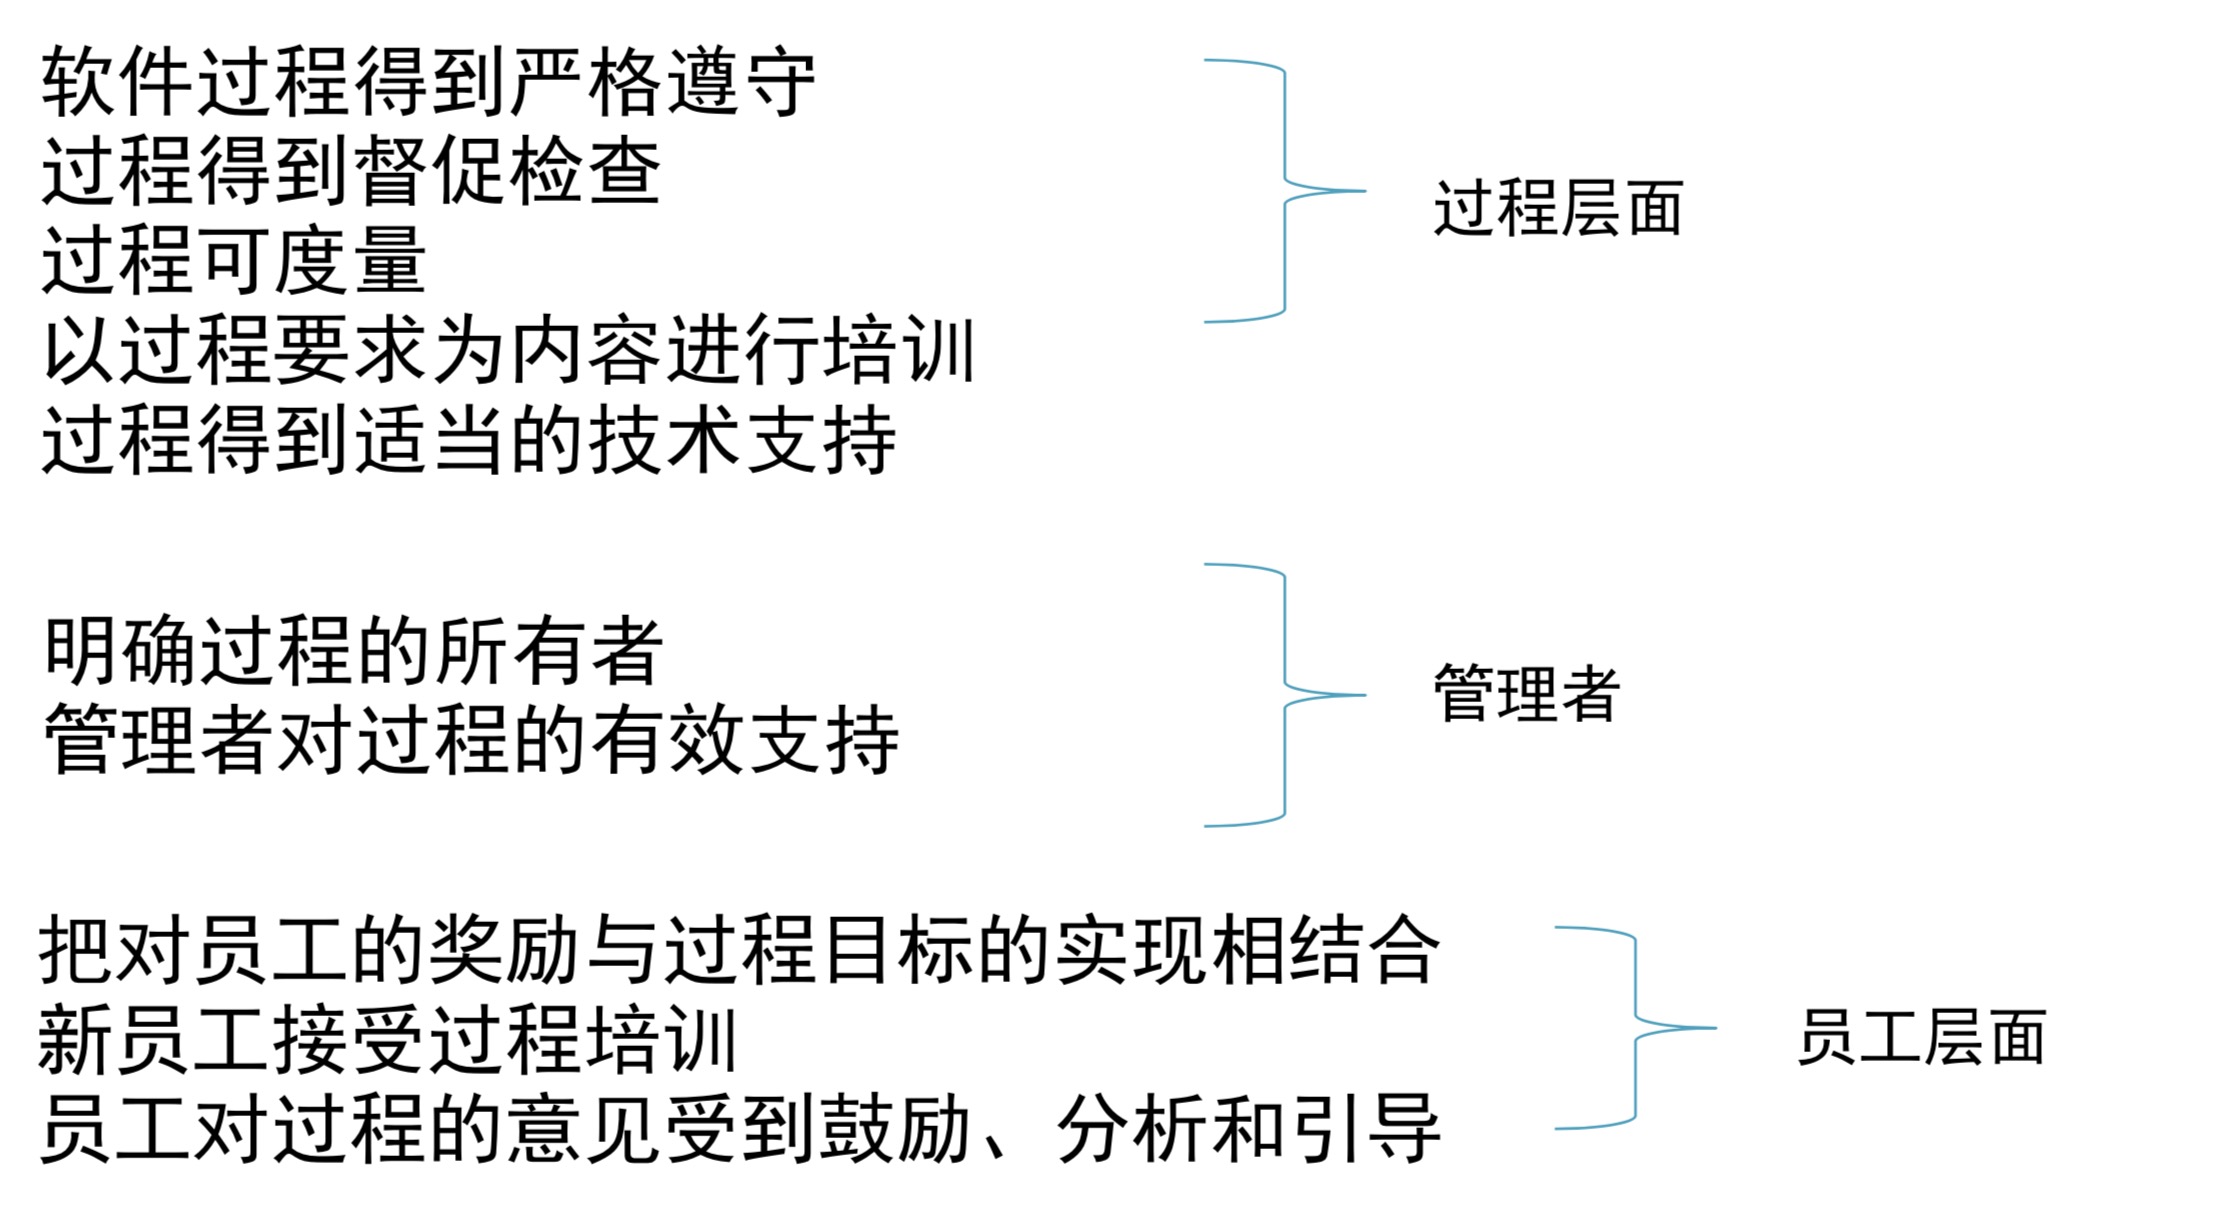 软件过程得到严格遵守
过程得到督促检查
过程可度量
以过程要求为内容进行培训
过程得到适当的技术支持
过程层面
明确过程的所有者
管理者对过程的有效支持
管理者
把对员工的奖励与过程目标的实现相结合
新员工接受过程培训
员工对过程的意见受到鼓励、分析和引导
员工层面